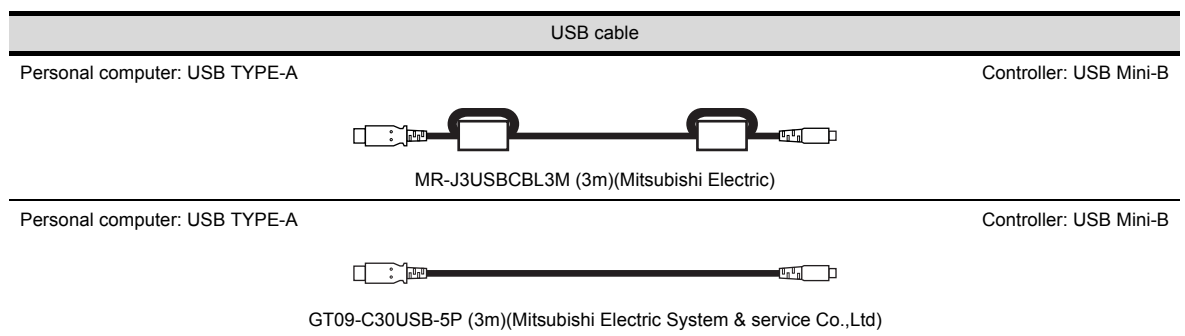 USB cable
Personal computer: USB TYPE-A Controller: USB Mini-B
MR-J3USBCBL3M (3m)(Mitsubishi Electric)
Personal computer: USB TYPE-A Controller: USB Mini-B
GT09-C30USB-5P (3m)(Mitsubishi Electric System & service Co.,Ltd)